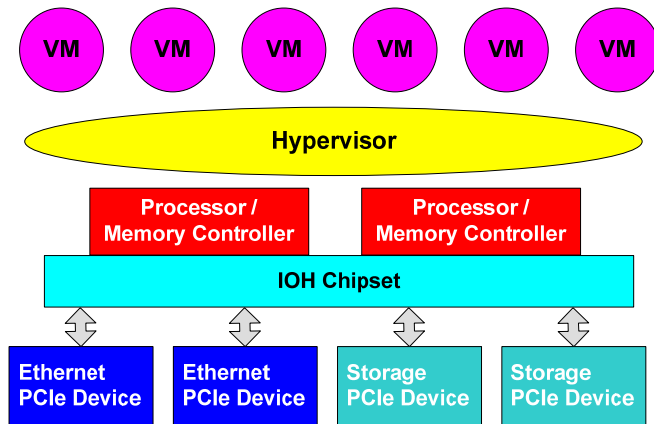 VM VM VM VM VM VM
Hypervisor
Processor / Processor /
Memory Controller Memory Controller
IOH Chipset
Ethernet Ethernet Storage Storage
PCIe Device PCIe Device PCIe Device PCIe Device